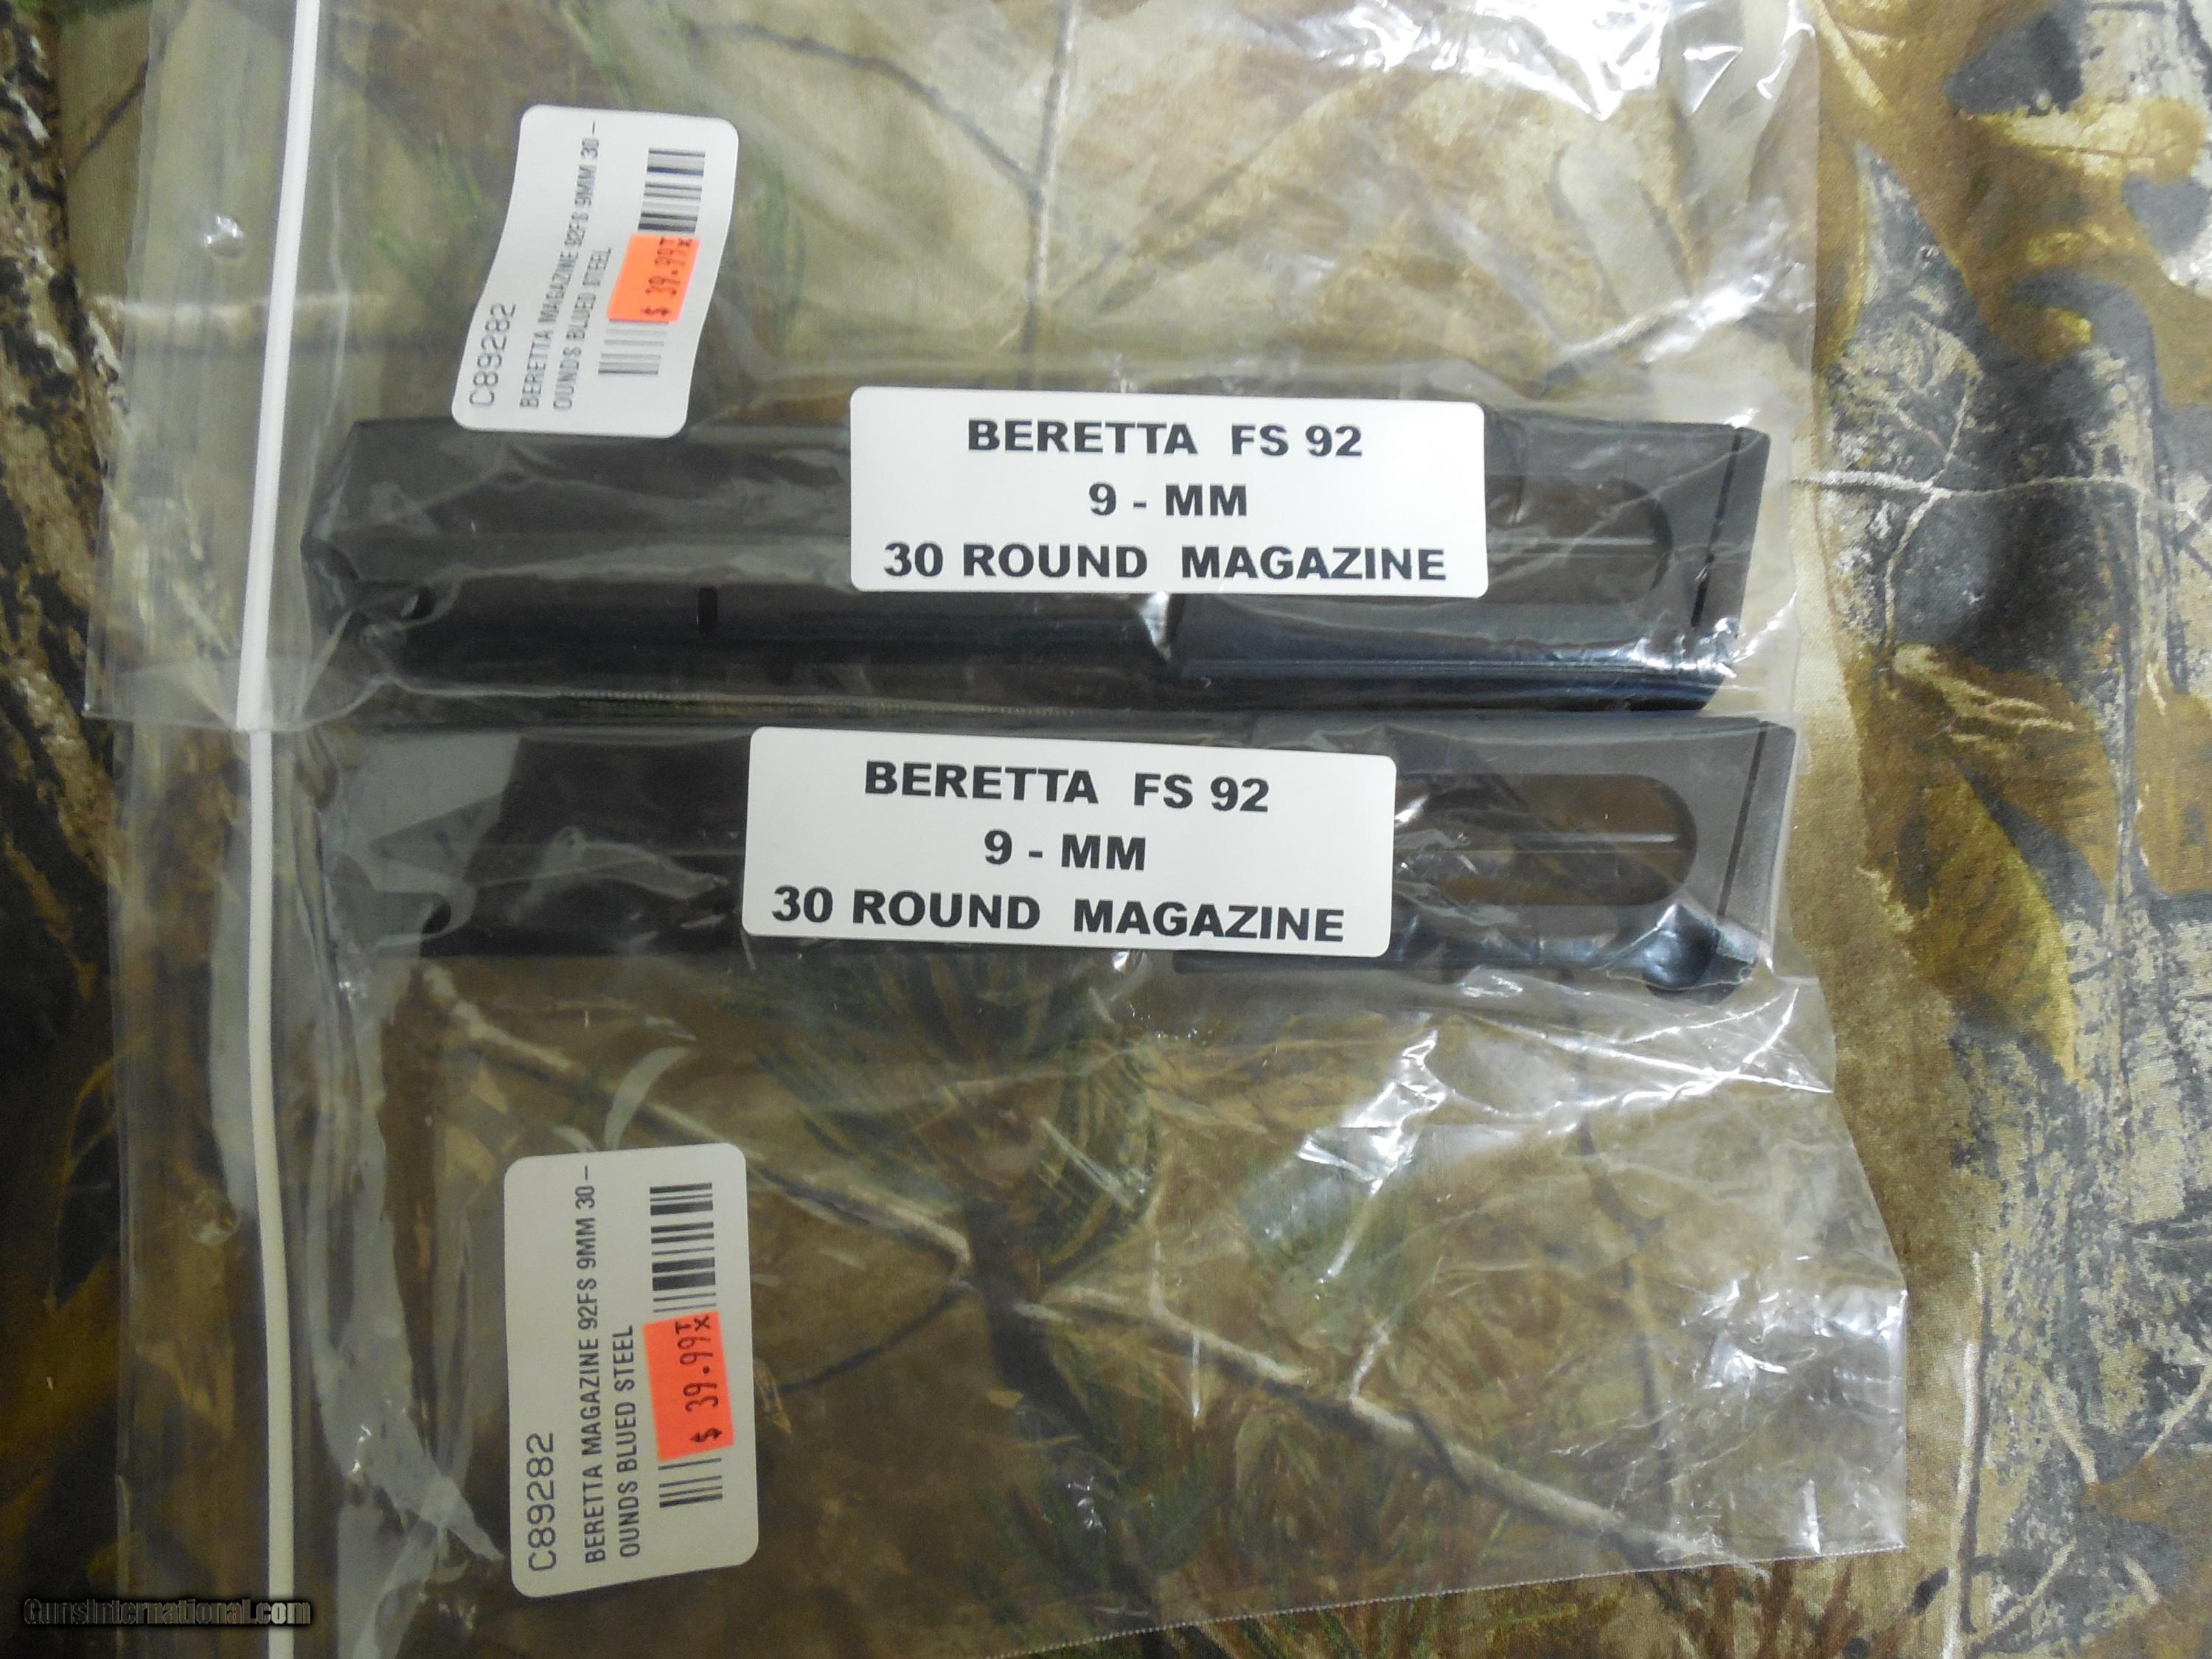 C89282
BERETTA MAGAZINE 92FS 9MM 30-
OUNDS BLUED STEEL
$ 39.99TX
BERETTA FS 92
9 - MM
30 ROUND MAGAZINE
BERETTA FS 92
9 - MM
30 ROUND MAGAZINE
C89282
BERETTA MAGAZINE 92FS 9MM 30-
OUNDS BLUED STEEL
$ 39.99TX
GunsInternational.com